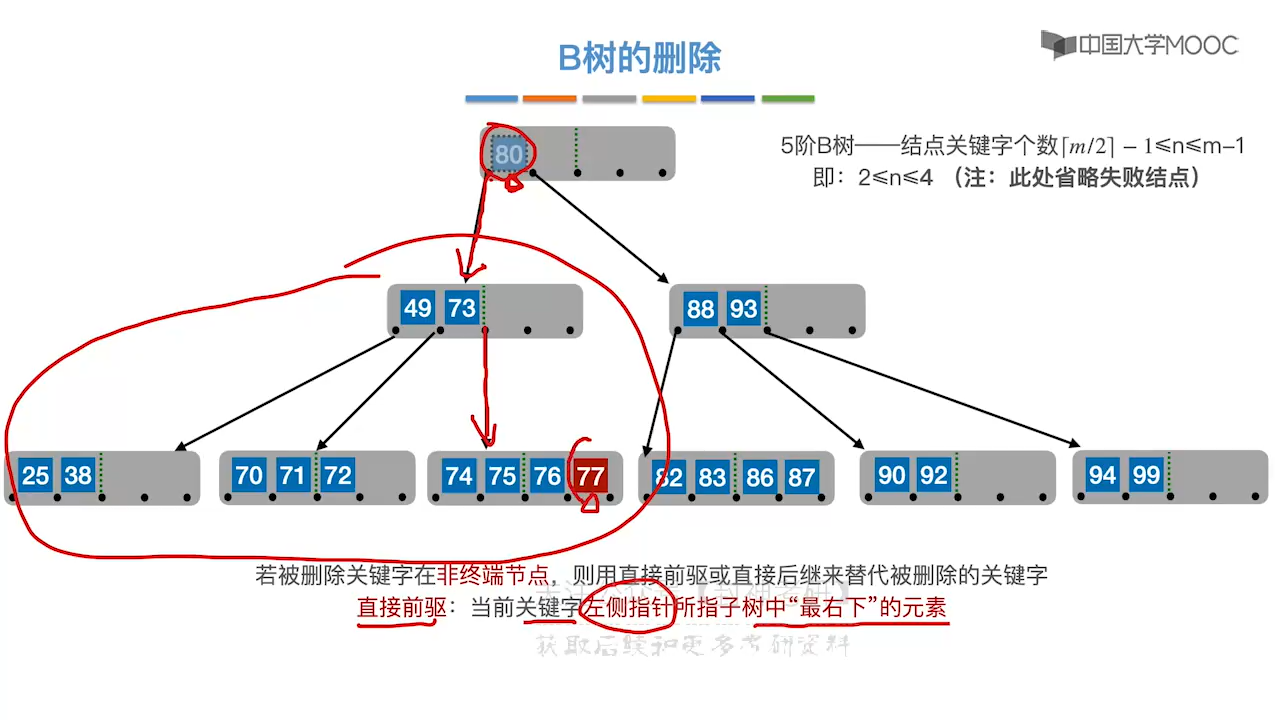 中国大学MOOC
B树的删除
5阶B树——结点关键字个数⌈m/2⌉ − 1⩽n⩽m–1
即：2⩽n⩽4 （注：此处省略失败结点）
80
49 73
88 93
25 38
70 71 72
74 75 76 77
82 83 86 87
90 92
94 99
若被删除关键字在非终端节点，则用直接前驱或直接后继来替代被删除的关键字
直接前驱：当前关键字左侧指针所指子树中“最右下”的元素
获取后续和更多考研资料